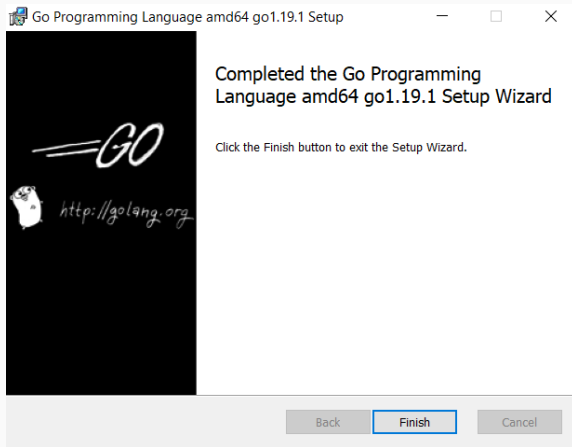 Go Programming Language amd64 go1.19.1 Setup
Completed the Go Programming
Language amd64 go1.19.1 Setup Wizard
Click the Finish button to exit the Setup Wizard.
GO
http://golang.org
Back
Finish
Cancel